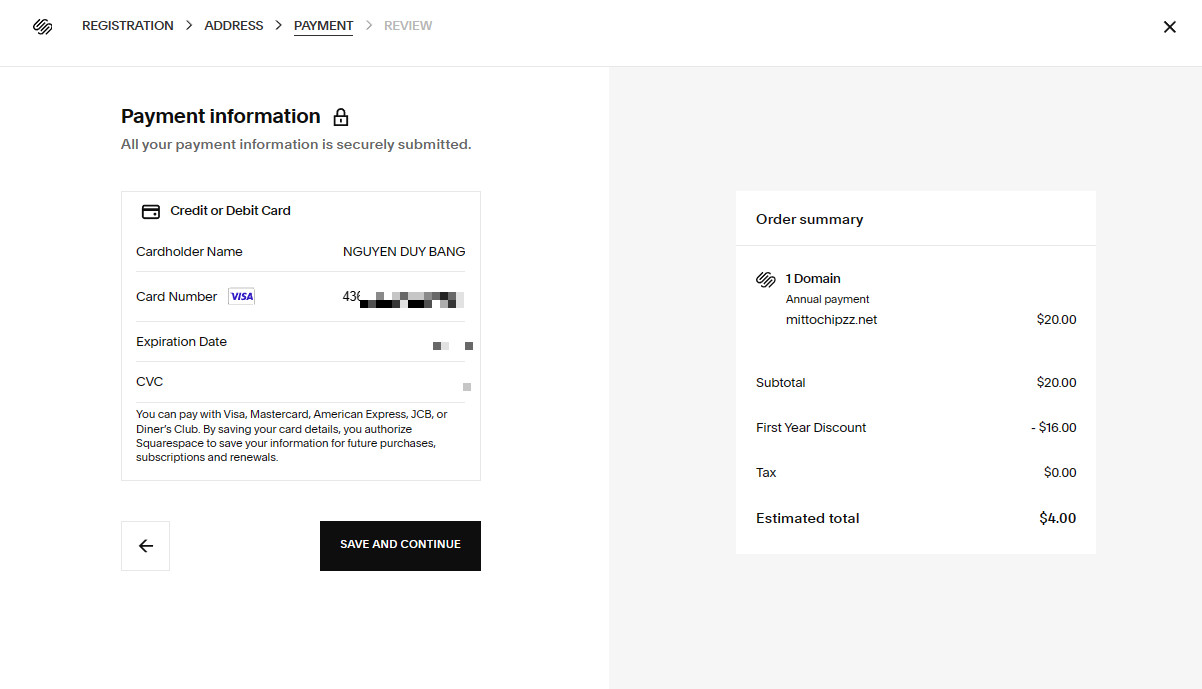 REGISTRATION > ADDRESS > PAYMENT > REVIEW
Payment information
All your payment information is securely submitted.
Credit or Debit Card
Cardholder Name NGUYEN DUY BANG
Card Number VISA
Expiration Date
CVC
You can pay with Visa, Mastercard, American Express, JCB, or
Diner's Club. By saving your card details, you authorize
Squarespace to save your information for future purchases,
subscriptions and renewals.
SAVE AND CONTINUE
Order summary
1 Domain
Annual payment
mittochipzz.net $20.00
Subtotal $20.00
First Year Discount - $16.00
Tax $0.00
Estimated total $4.00